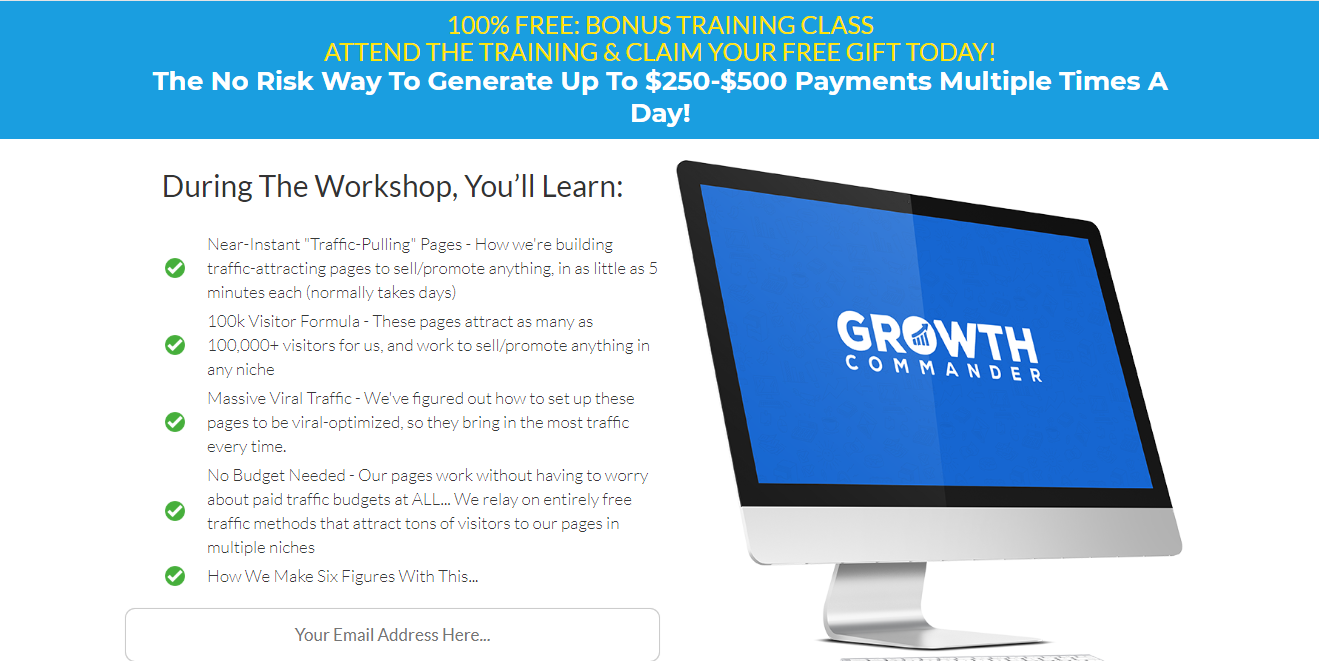 100% FREE: BONUS TRAINING CLASS
ATTEND THE TRAINING & CLAIM YOUR FREE GIFT TODAY!
The No Risk Way To Generate Up To $250-$500 Payments Multiple Times A
Day!
During The Workshop, You’ll Learn:
Near-Instant "Traffic-Pulling" Pages - How we're building
traffic-attracting pages to sell/promote anything, in as little as 5
minutes each (normally takes days)
100k Visitor Formula - These pages attract as many as
100,000+ visitors for us, and work to sell/promote anything in
any niche
Massive Viral Traffic - We've figured out how to set up these
pages to be viral-optimized, so they bring in the most traffic
every time.
No Budget Needed - Our pages work without having to worry
about paid traffic budgets at ALL... We relay on entirely free
traffic methods that attract tons of visitors to our pages in
multiple niches
How We Make Six Figures With This...
Your Email Address Here...
GROWTH
COMMANDER